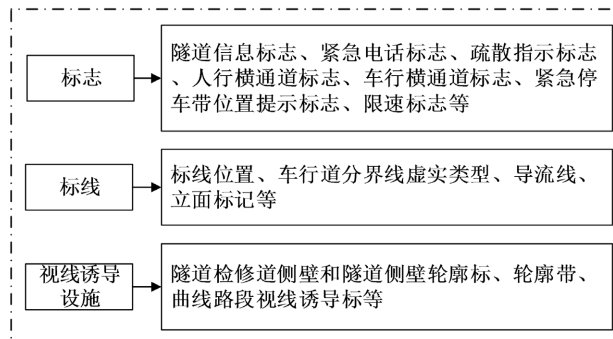 标志
隧道信息标志、紧急电话标志、疏散指示标志
、人行横通道标志、车行横通道标志、紧急停
车带位置提示标志、限速标志等
标线
标线位置、车行道分界线虚实类型、导流线、
立面标记等
视线诱导
设施
隧道检修道侧壁和隧道侧壁轮廓标、轮廓带、
曲线路段视线诱导标等